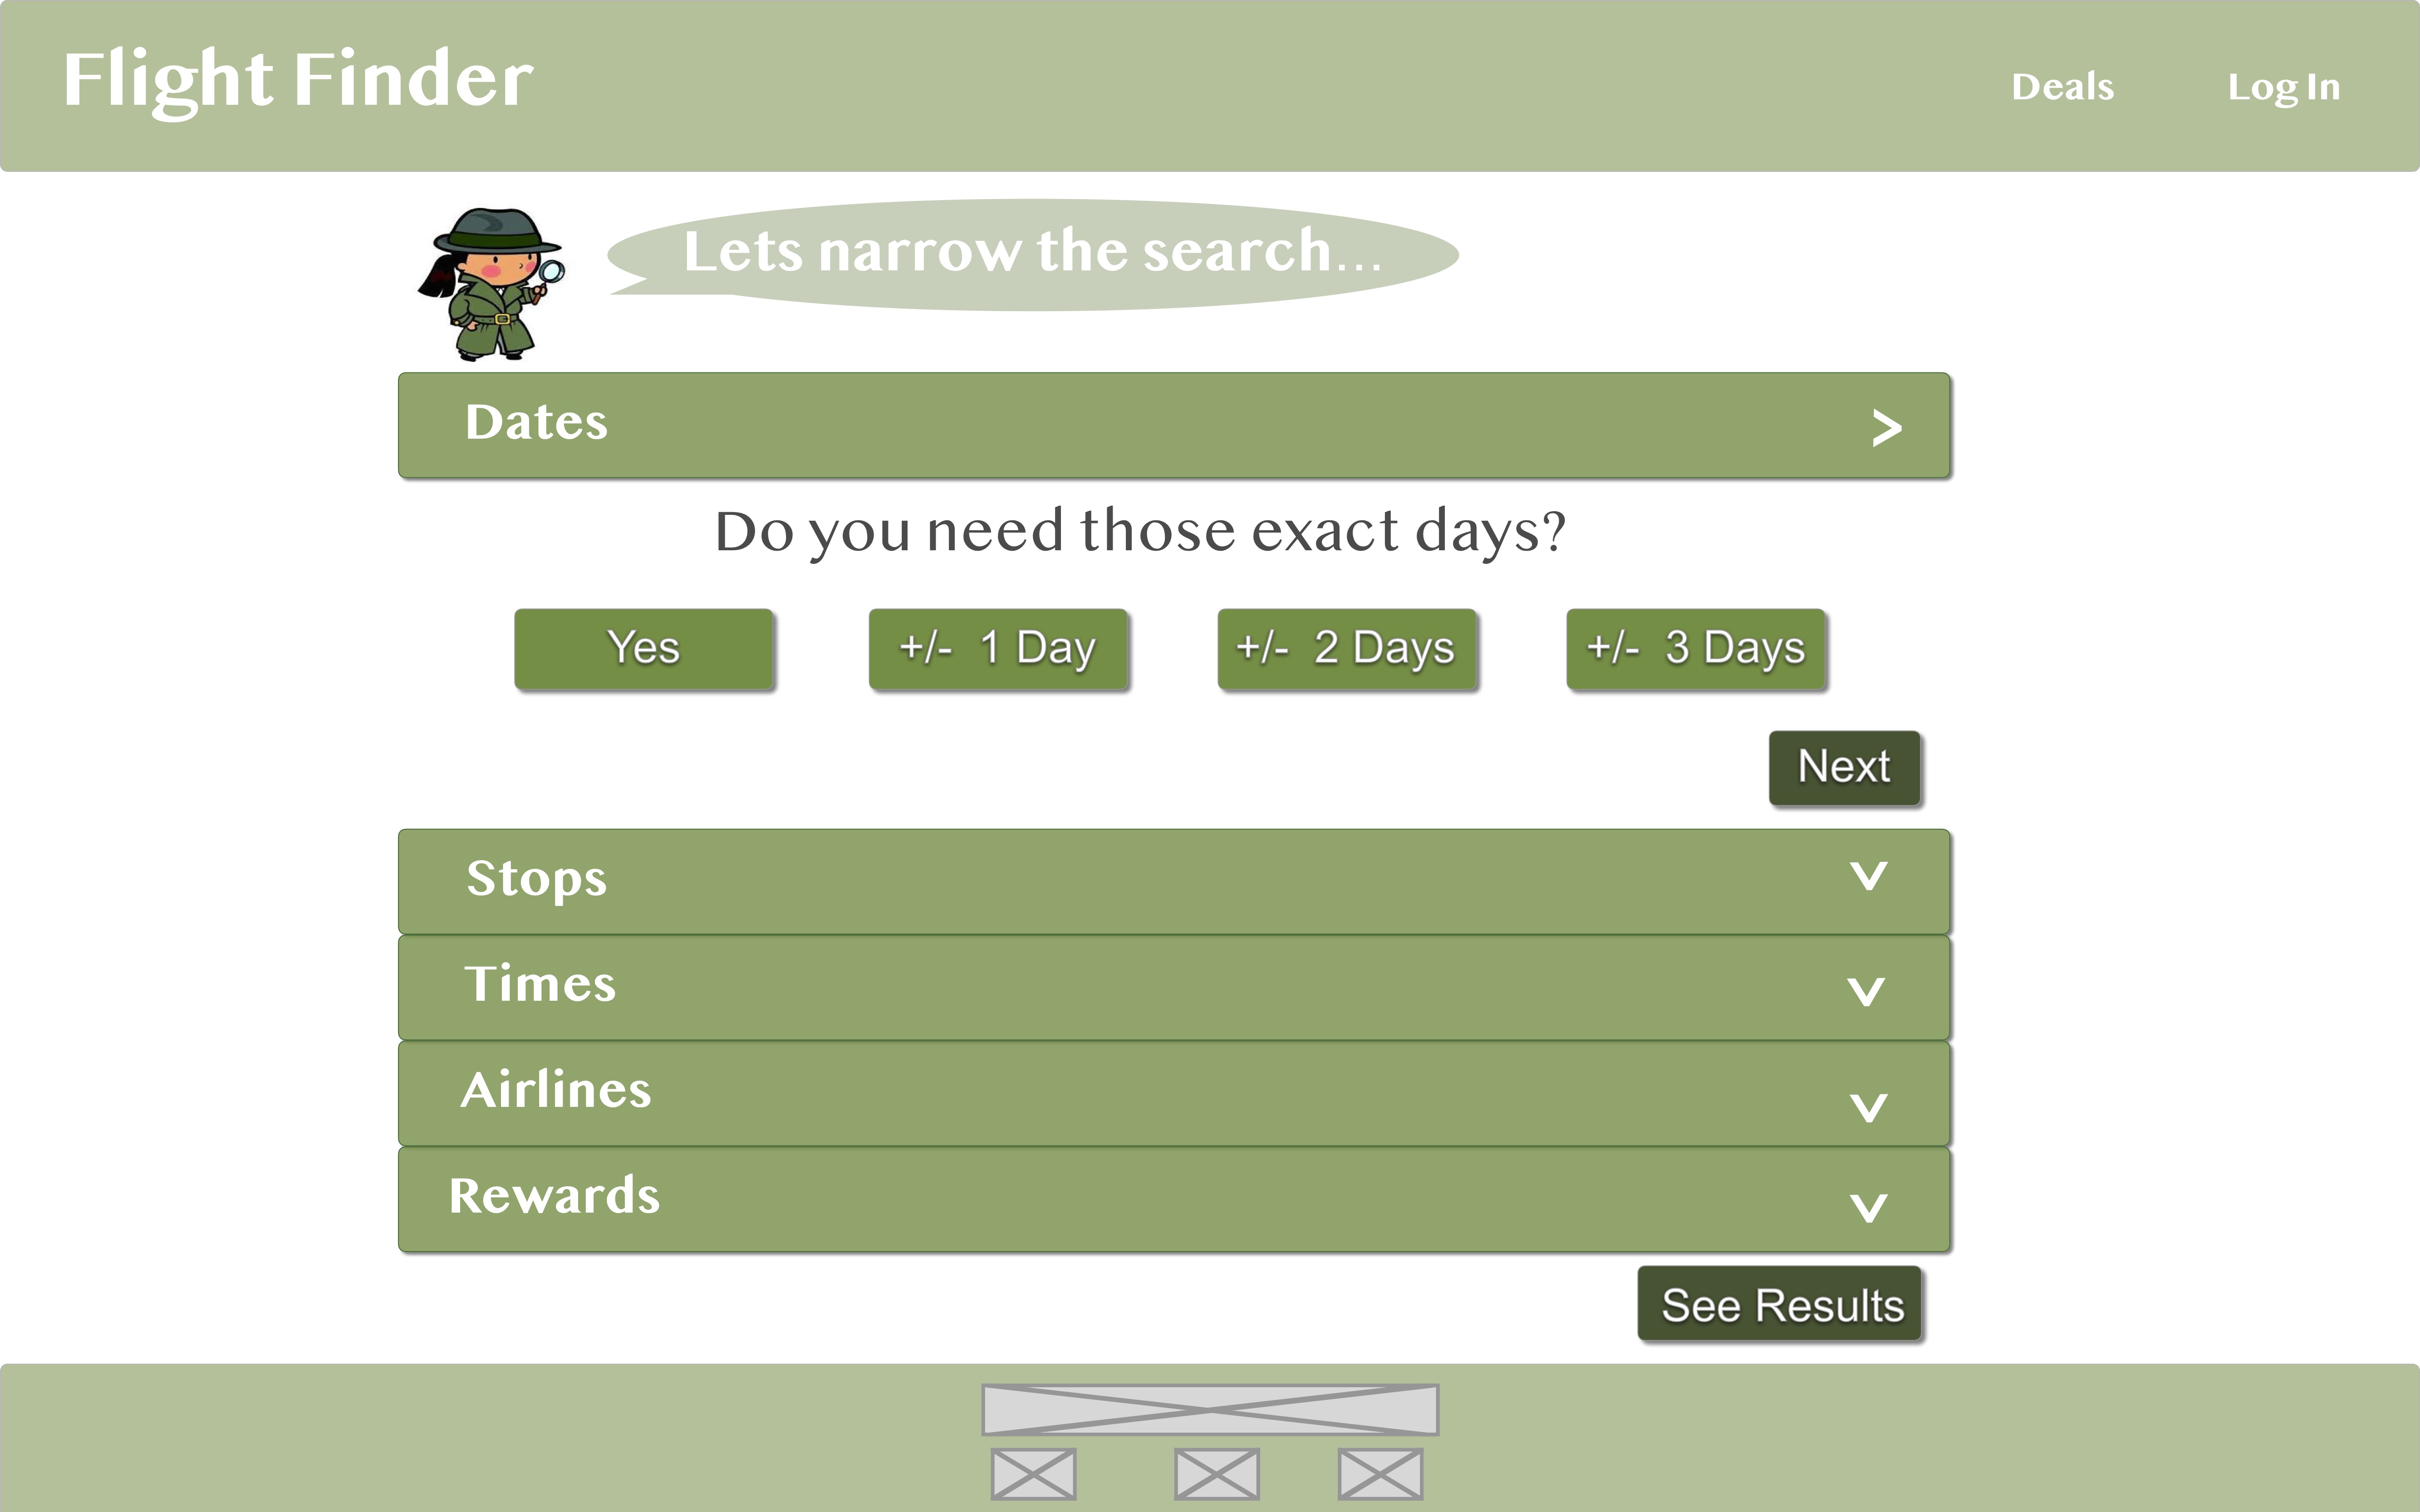 Flight Finder
Deals
Log In
Lets narrow the search...
Dates
>
Do you need those exact days?
Yes
+/- 1 Day
+/- 2 Days
+/- 3 Days
Next
Stops
Times
Airlines
Rewards
See Results